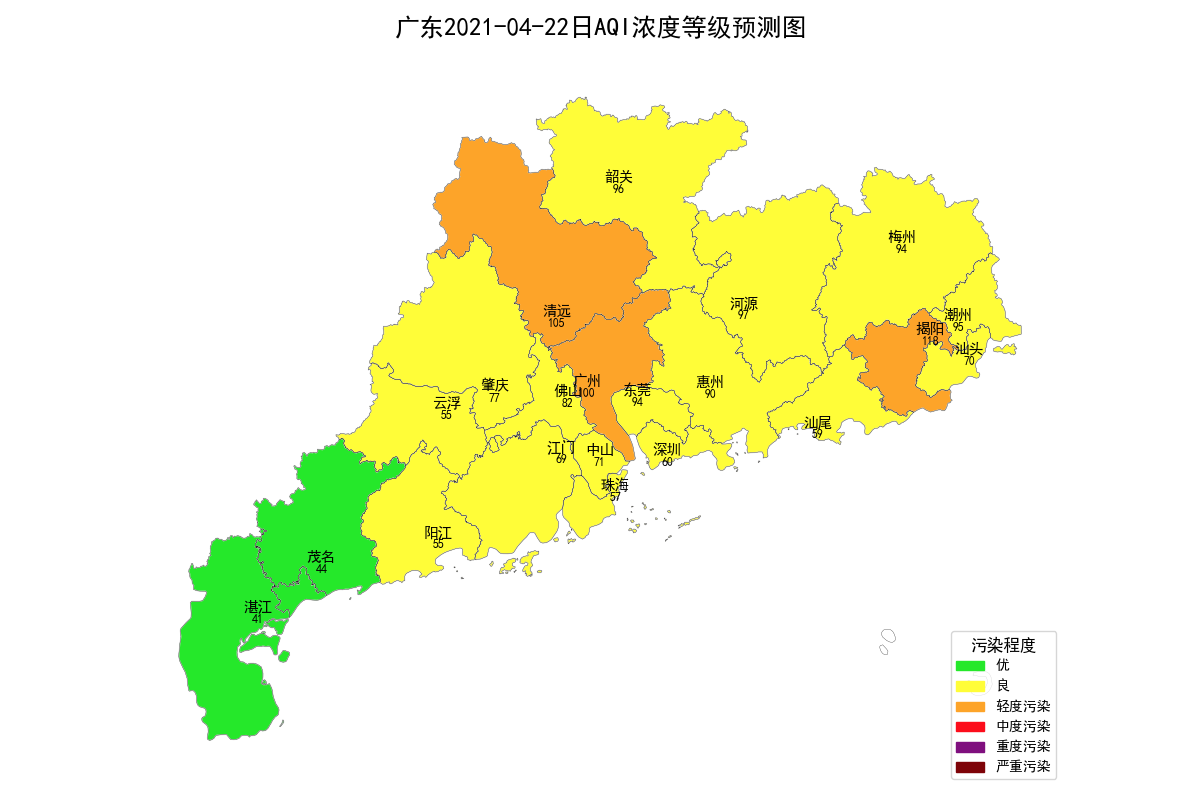 广东2021-04-22日AQI浓度等级预测图
韶关
96
梅州
94
清远
105
河源
97
潮州
95
揭阳
118
汕头
70
广州
100
肇庆
77
佛山
82
东莞
94
惠州
90
云浮
55
汕尾
59
江门
69
中山
71
深圳
60
珠海
57
阳江
55
茂名
44
湛江
41
污染程度
优
良
轻度污染
中度污染
重度污染
严重污染